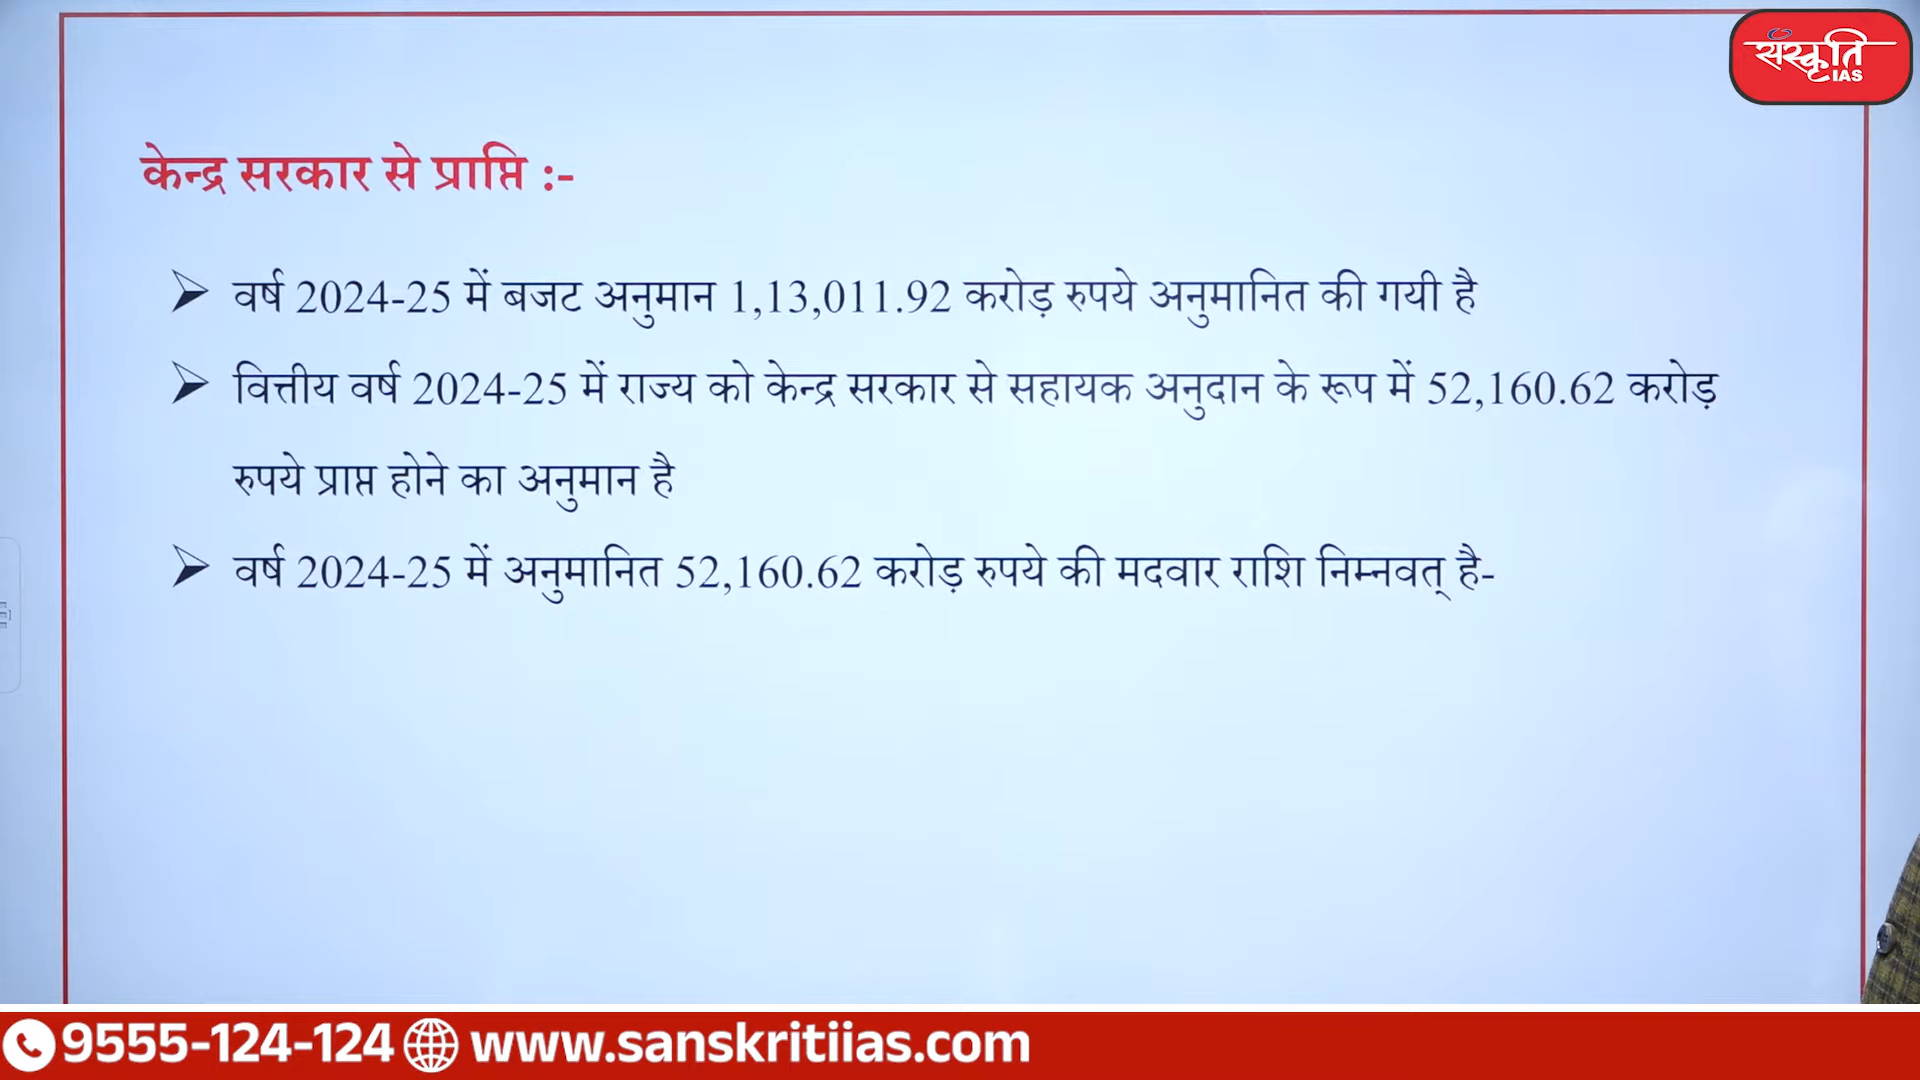 संस्कृति
IAS
केन्द्र सरकार से प्राप्ति :-
➢ वर्ष 2024-25 में बजट अनुमान 1,13,011.92 करोड़ रुपये अनुमानित की गयी है
➢ वित्तीय वर्ष 2024-25 में राज्य को केन्द्र सरकार से सहायक अनुदान के रूप में 52,160.62 करोड़
रुपये प्राप्त होने का अनुमान है
➢ वर्ष 2024-25 में अनुमानित 52,160.62 करोड़ रुपये की मदवार राशि निम्नवत् है-
9555-124-124 www.sanskritiias.com